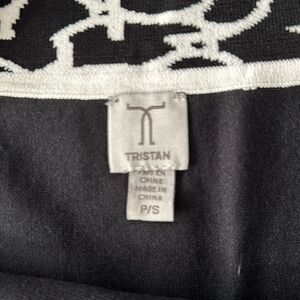 TRISTAN
FAIT EN
CHINE
MADE IN
CHINA
P/S